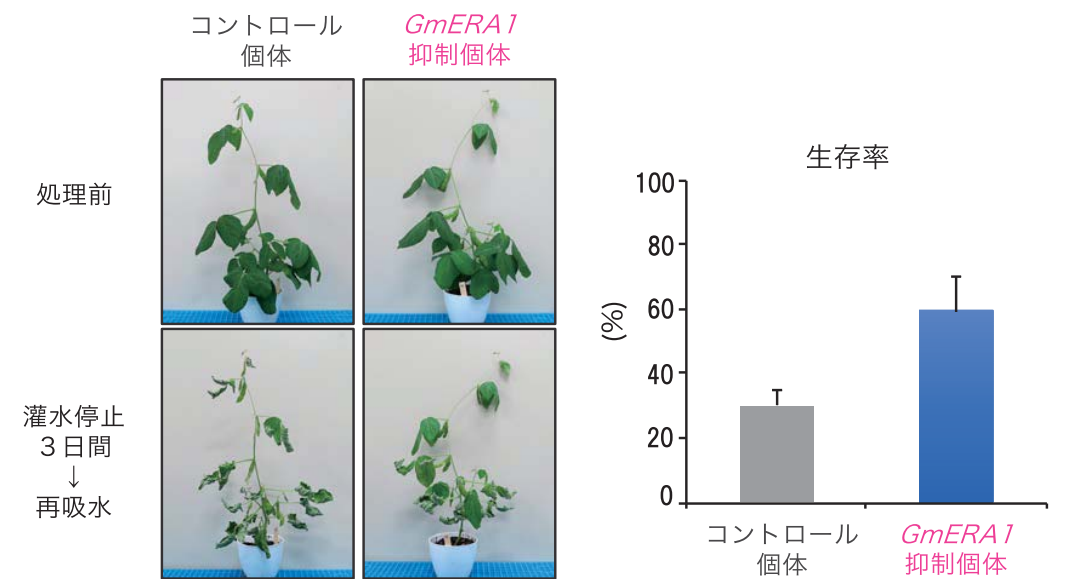 コントロール
個体
GmERA1
抑制個体
処理前
灌水停止
3日間
↓
再吸水
生存率
(%)
100
80
60
40
20
0
コントロール
個体
GmERA1
抑制個体